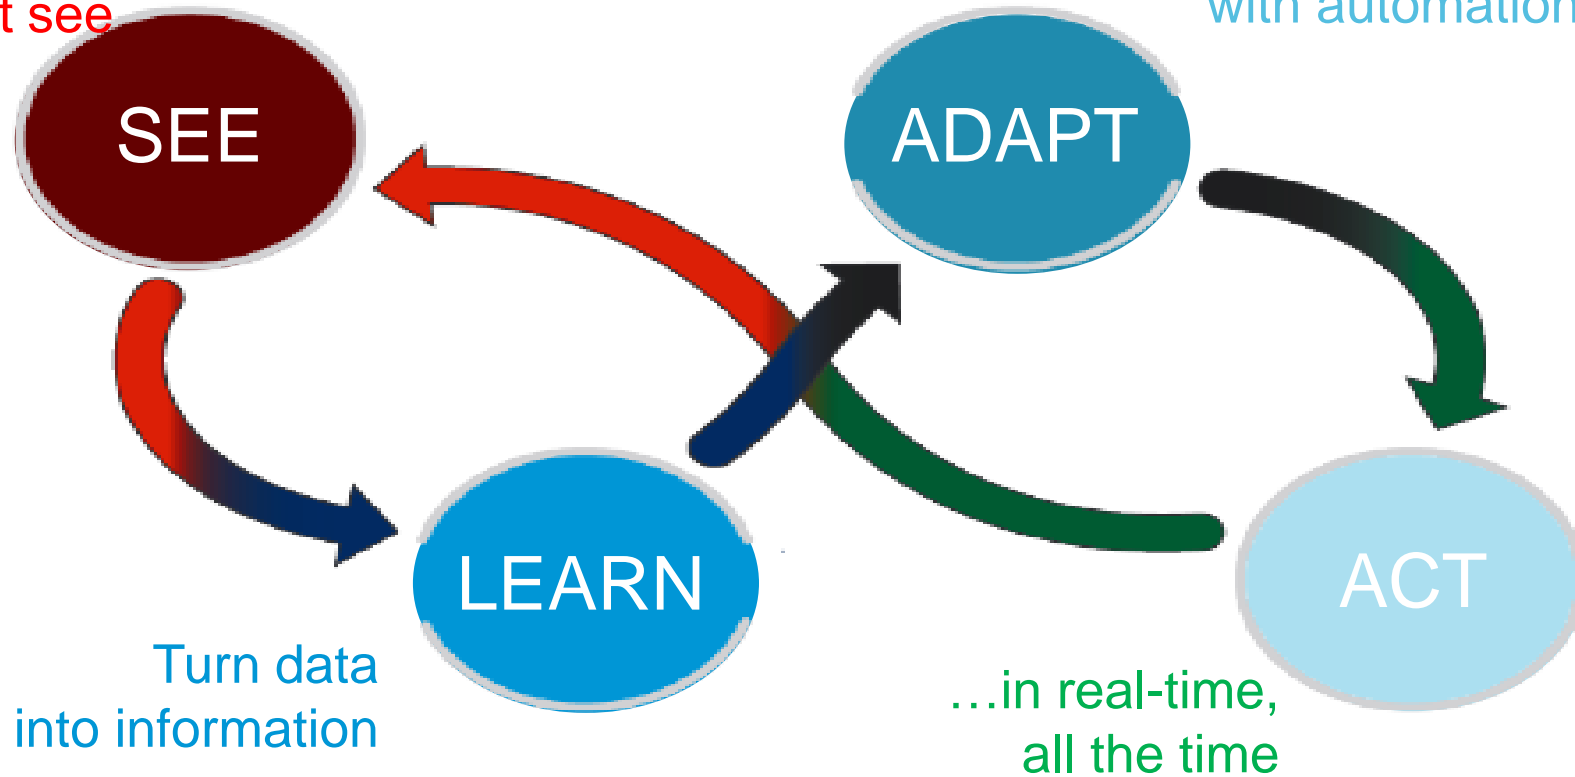 t see
with automation
SEE
ADAPT
LEARN
ACT
Turn data
into information
…in real-time,
all the time